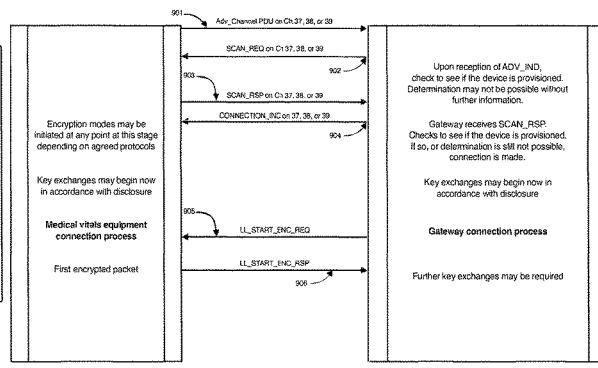 901
Adv_Channel PDU on Ch 37, 38, or 39
SCAN_REQ on Ch 37, 38, or 39
902
903
SCAN_RSP on Ch 37, 38, or 39
CONNECTION_INC on 37, 38, or 39
904
Encryption modes may be
initiated at any point at this stage
depending on agreed protocols
Key exchanges may begin now
in accordance with disclosure
Medical vitals equipment
connection process
First encrypted packet
905
LL_START_ENC_REQ
LL_START_ENC_RSP
906
Upon reception of ADV_IND,
check to see if the device is provisioned.
Determination may not be possible without
further information.
Gateway receives SCAN_RSP.
Checks to see if the device is provisioned.
If so, or determination is still not possible,
connection is made.
Key exchanges may begin now
in accordance with disclosure
Gateway connection process
Further key exchanges may be required